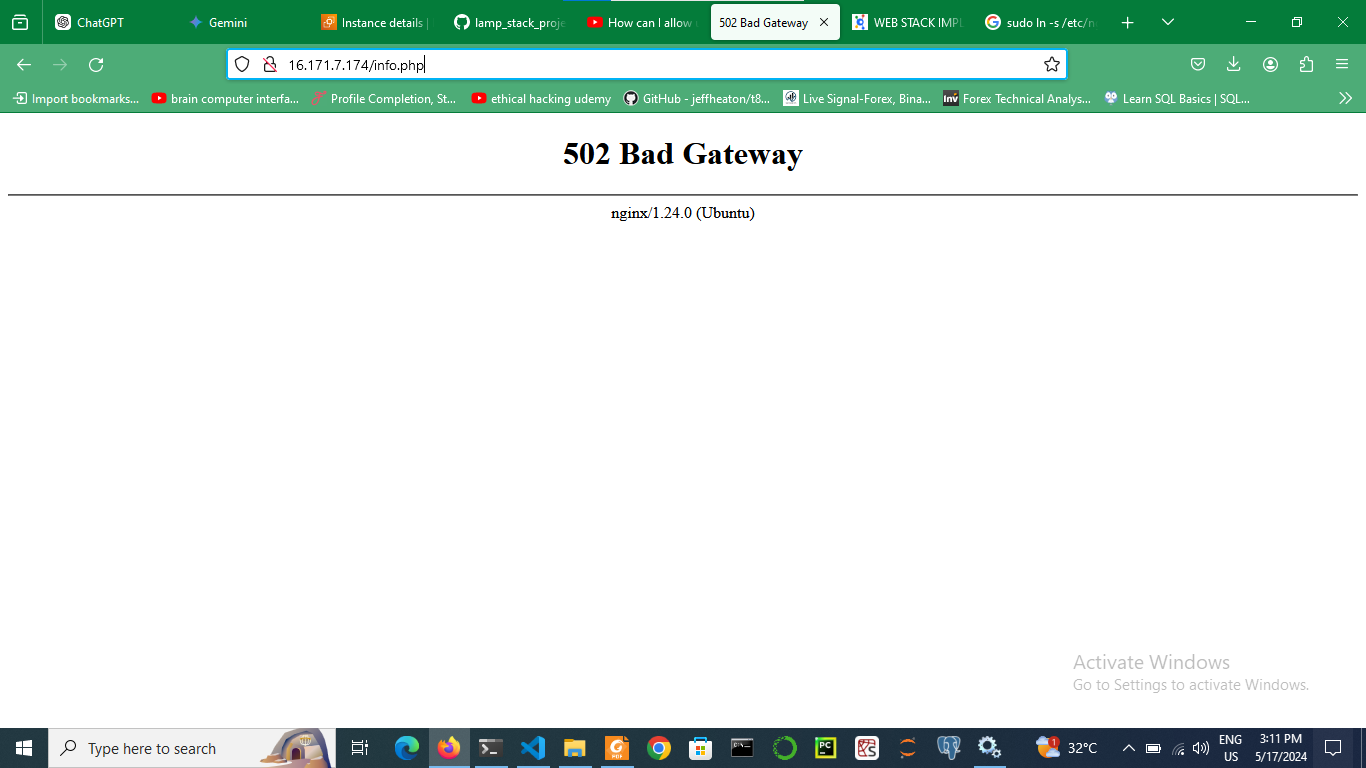 ChatGPT
Gemini
Instance details |
lamp_stack_proje
How can I allow
502 Bad Gateway
WEB STACK IMPL
sudo ln -s /etc/n
16.171.7.174/info.php
Import bookmarks...
brain computer interfa...
Profile Completion, St...
ethical hacking udemy
GitHub - jeffheaton/t8...
Live Signal-Forex, Bina...
Inv
Forex Technical Analys...
Learn SQL Basics | SQL...
502 Bad Gateway
nginx/1.24.0 (Ubuntu)
Activate Windows
Go to Settings to activate Windows.
Type here to search
PDF
PC
1
32°C
ENG
US
3:11 PM
5/17/2024